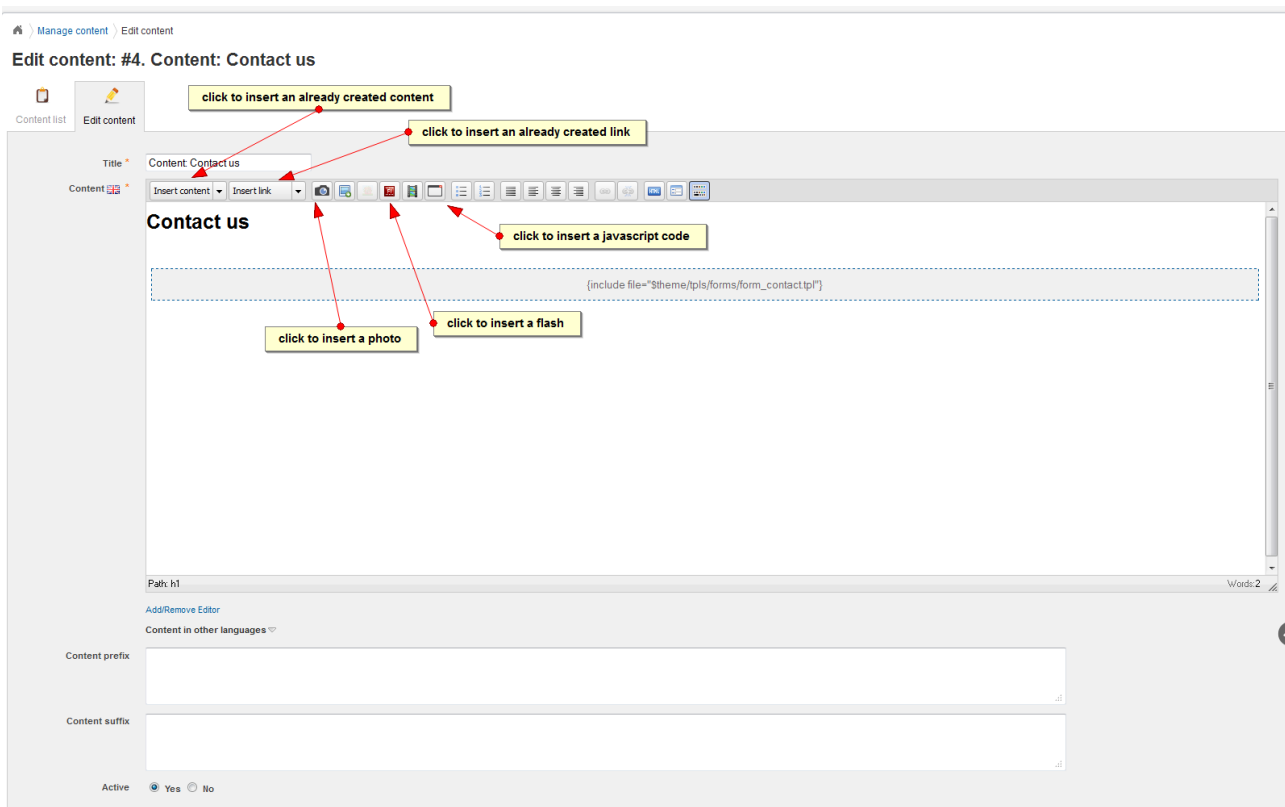 Manage content Edit content
Edit content: #4. Content: Contact us
Content list Edit content
click to insert an already created content
click to insert an already created link
Title * Content: Contact us
Content *
Insert content Insert link
Contact us
click to insert a javascript code
{include file="$theme/tpls/forms/form_contact.tpl"}
click to insert a flash
click to insert a photo
Path: h1 Words:2
Add/Remove Editor
Content in other languages
Content prefix
Content suffix
Active Yes No